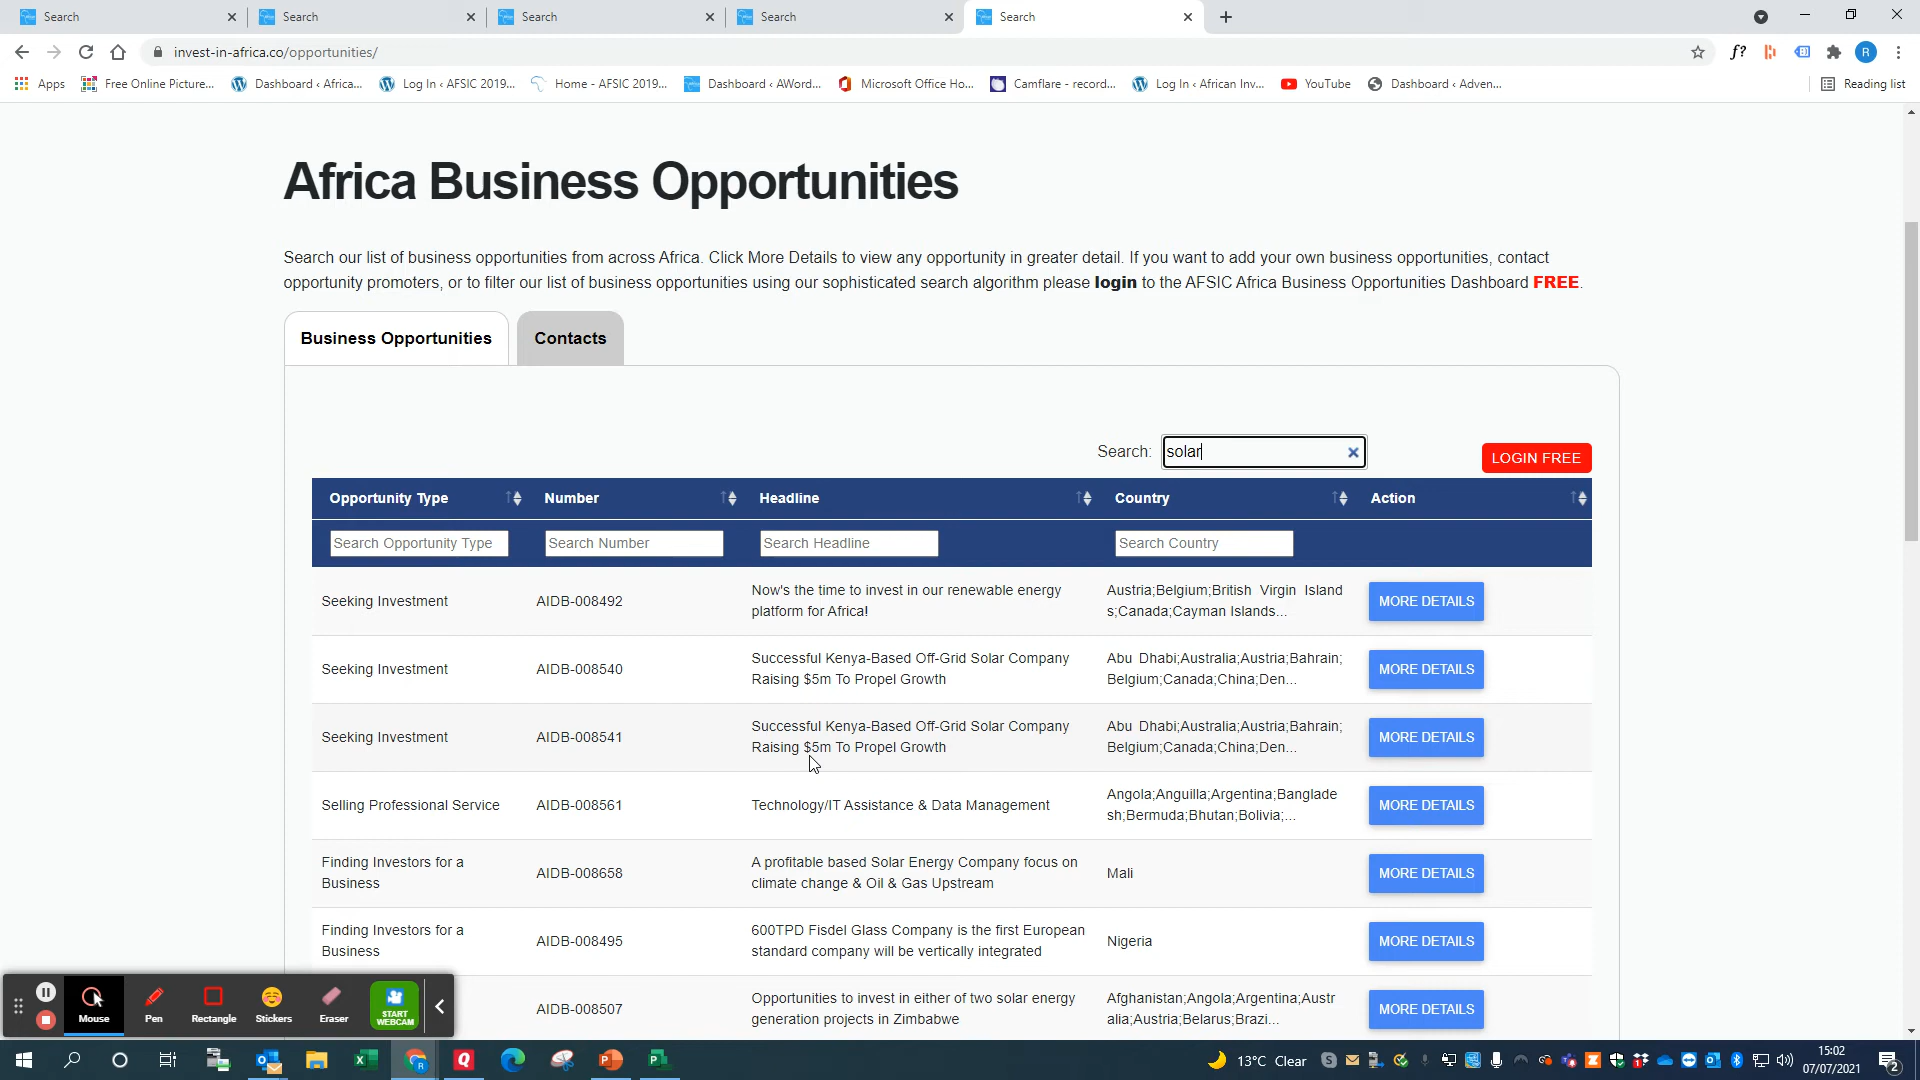 Search
Search
Search
Search
Search
invest-in-africa.co/opportunities/
f?
R
Apps
Free Online Picture...
Dashboard ‹ Africa...
Log In ‹ AFSIC 2019...
Home - AFSIC 2019...
Dashboard ‹ AWord...
Microsoft Office Ho...
Camflare - record...
Log In ‹ African Inv...
YouTube
Dashboard ‹ Adven...
Reading list
Africa Business Opportunities
Search our list of business opportunities from across Africa. Click More Details to view any opportunity in greater detail. If you want to add your own business opportunities, contact
opportunity promoters, or to filter our list of business opportunities using our sophisticated search algorithm please login to the AFSIC Africa Business Opportunities Dashboard FREE.
Business Opportunities
Contacts
Search: solar
LOGIN FREE
Opportunity Type Number Headline Country Action
Search Opportunity Type Search Number Search Headline Search Country
Seeking Investment AIDB-008492
Now's the time to invest in our renewable energy
platform for Africa!
Austria;Belgium;British Virgin Island
s;Canada;Cayman Islands...
MORE DETAILS
Seeking Investment AIDB-008540
Successful Kenya-Based Off-Grid Solar Company
Raising $5m To Propel Growth
Abu Dhabi;Australia;Austria;Bahrain;
Belgium;Canada;China;Den...
MORE DETAILS
Seeking Investment AIDB-008541
Successful Kenya-Based Off-Grid Solar Company
Raising $5m To Propel Growth
Abu Dhabi;Australia;Austria;Bahrain;
Belgium;Canada;China;Den...
MORE DETAILS
Selling Professional Service AIDB-008561
Technology/IT Assistance & Data Management
Angola;Anguilla;Argentina;Banglade
sh;Bermuda;Bhutan;Bolivia;...
MORE DETAILS
Finding Investors for a
Business
AIDB-008658
A profitable based Solar Energy Company focus on
climate change & Oil & Gas Upstream
Mali
MORE DETAILS
Finding Investors for a
Business
AIDB-008495
600TPD Fisdel Glass Company is the first European
standard company will be vertically integrated
Nigeria
MORE DETAILS
AIDB-008507
Opportunities to invest in either of two solar energy
generation projects in Zimbabwe
Afghanistan;Angola;Argentina;Austr
alia;Austria;Belarus;Brazi...
MORE DETAILS
Mouse
Pen
Rectangle
Stickers
Eraser
START
WEBCAM
13°C Clear
15:02
07/07/2021
2